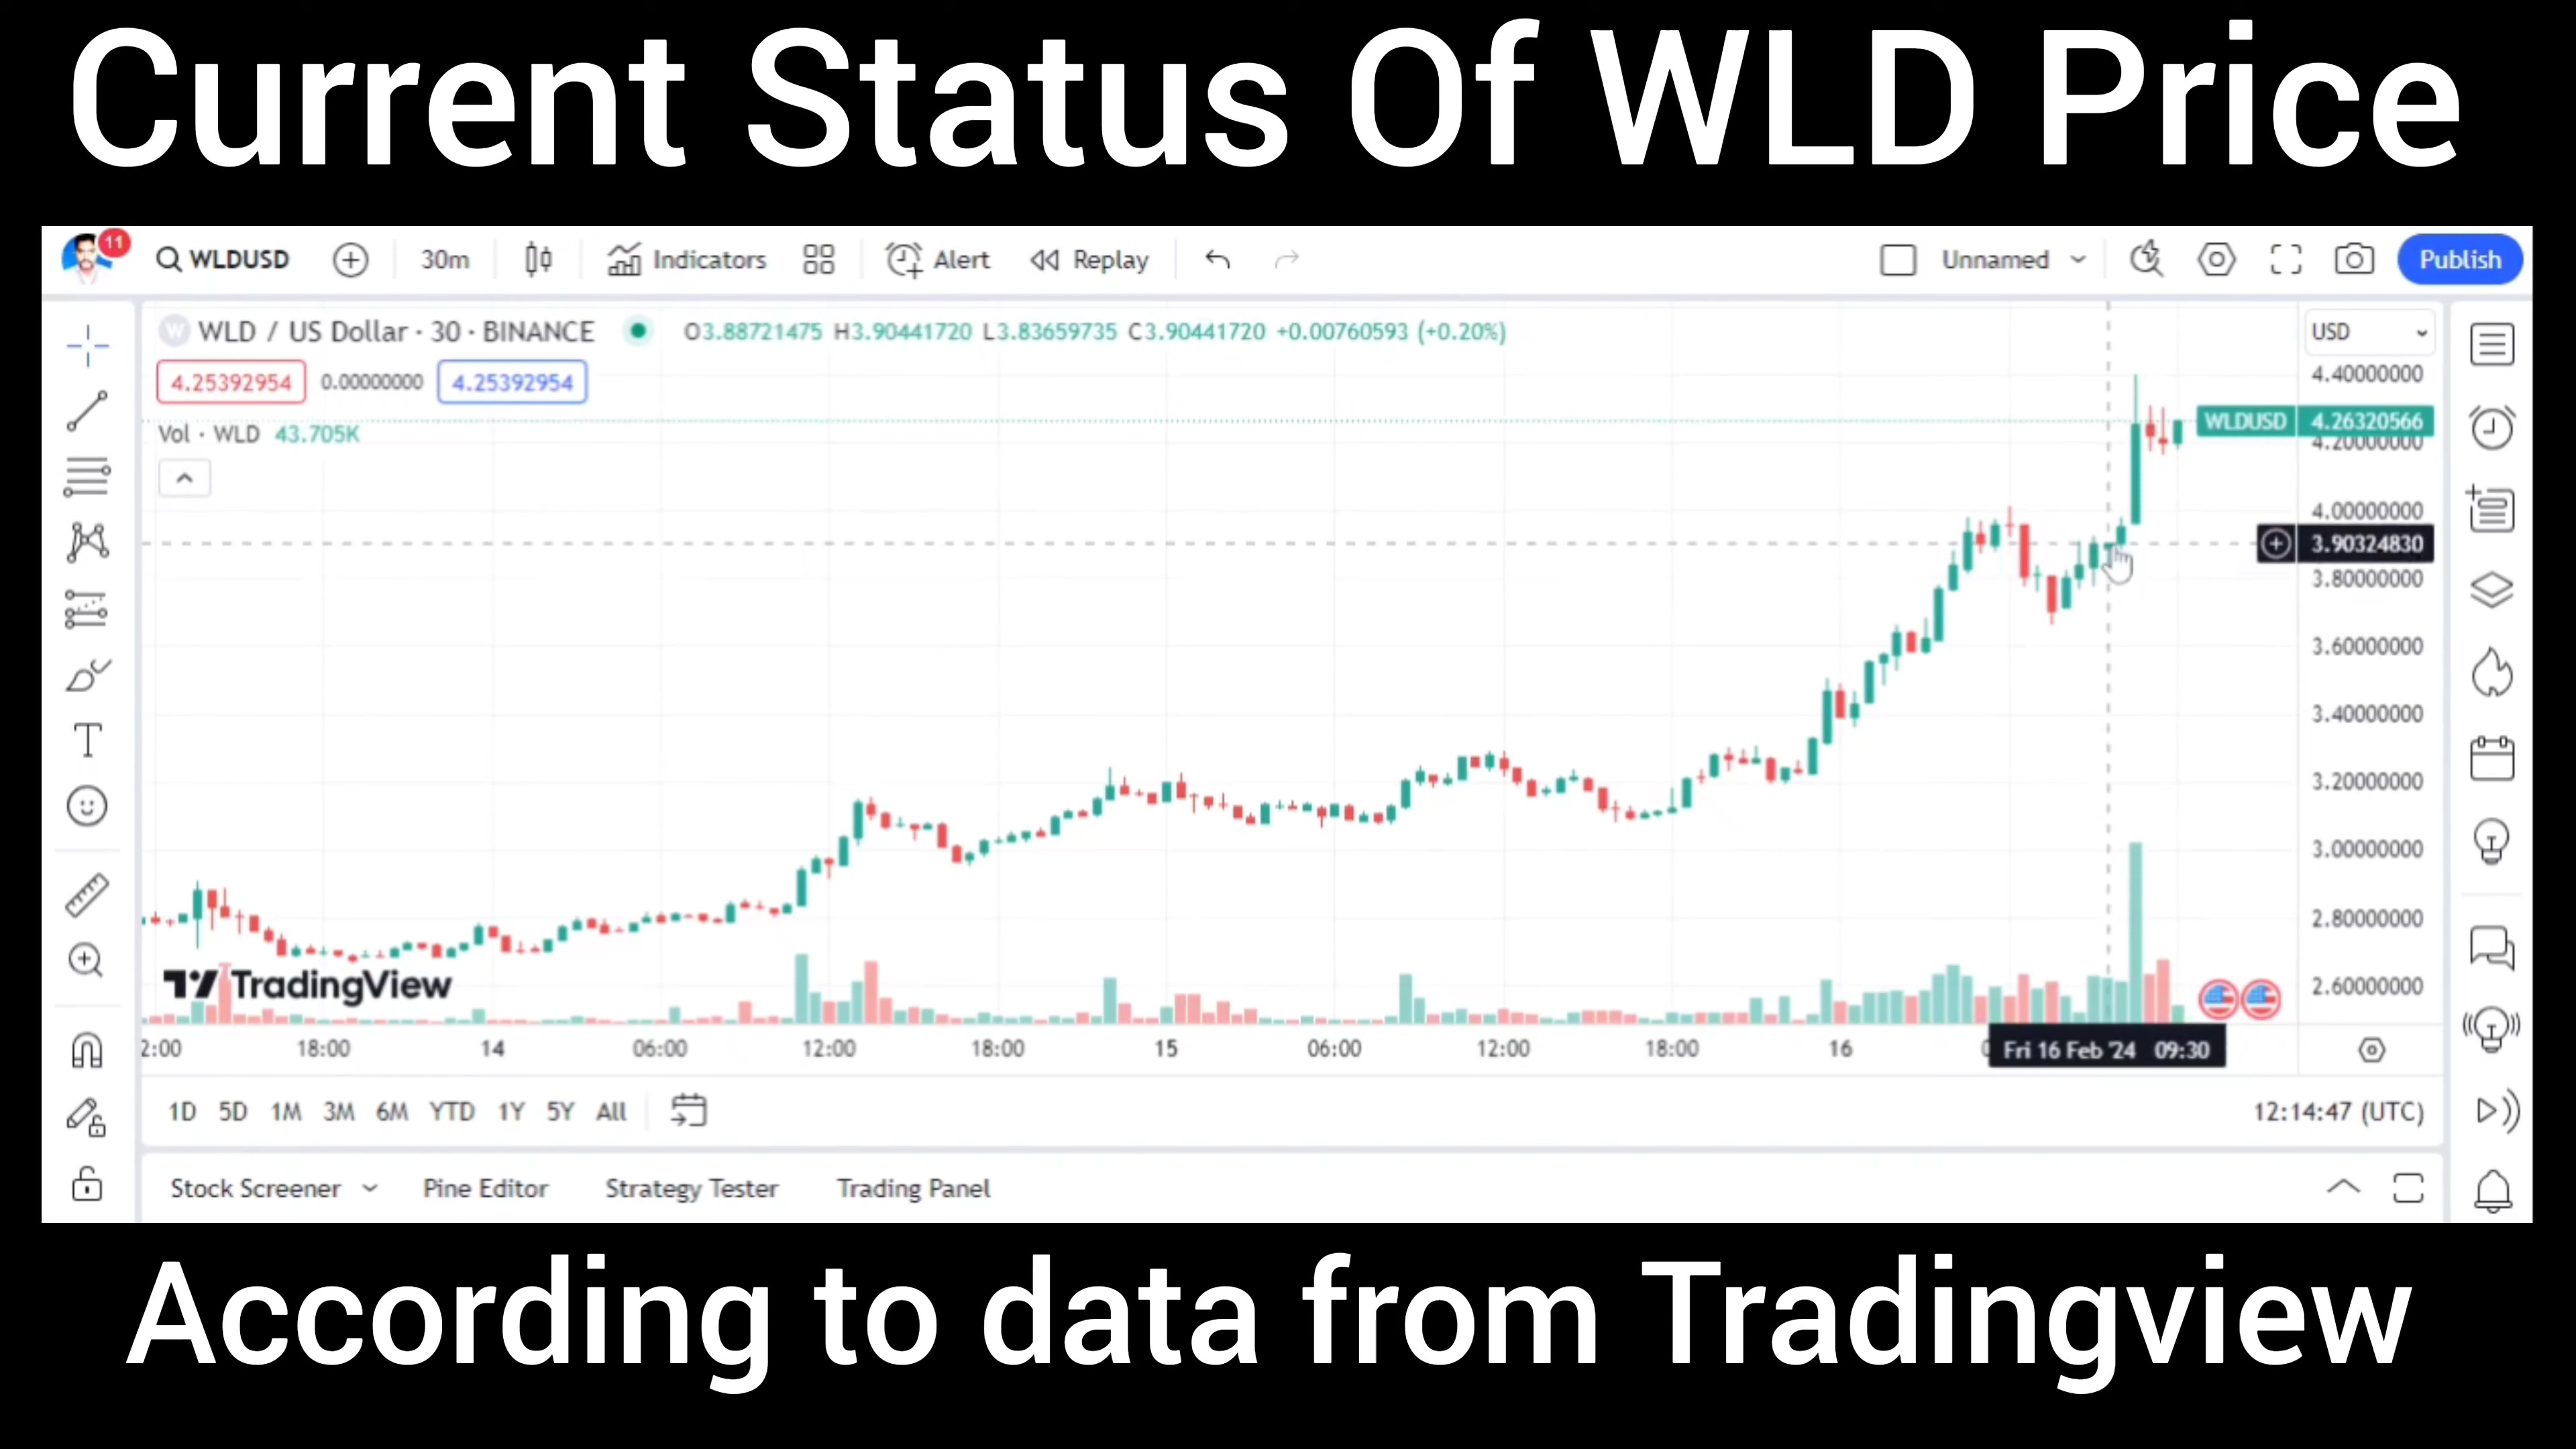 Current Status Of WLD Price
11 WLDUSD 30m Indicators Alert Replay Unnamed Publish
W WLD / US Dollar · 30 · BINANCE O3.88721475 H3.90441720 L3.83659735 C3.90441720 +0.00760593 (+0.20%) USD
4.25392954 0.00000000 4.25392954
Vol · WLD 43.705K
4.40000000
WLDUSD 4.26320566
4.20000000
4.00000000
3.90324830
3.80000000
3.60000000
3.40000000
3.20000000
3.00000000
2.80000000
2.60000000
TradingView
2:00 18:00 14 06:00 12:00 18:00 15 06:00 12:00 18:00 16 Fri 16 Feb '24 09:30
1D 5D 1M 3M 6M YTD 1Y 5Y All 12:14:47 (UTC)
Stock Screener Pine Editor Strategy Tester Trading Panel
According to data from Tradingview